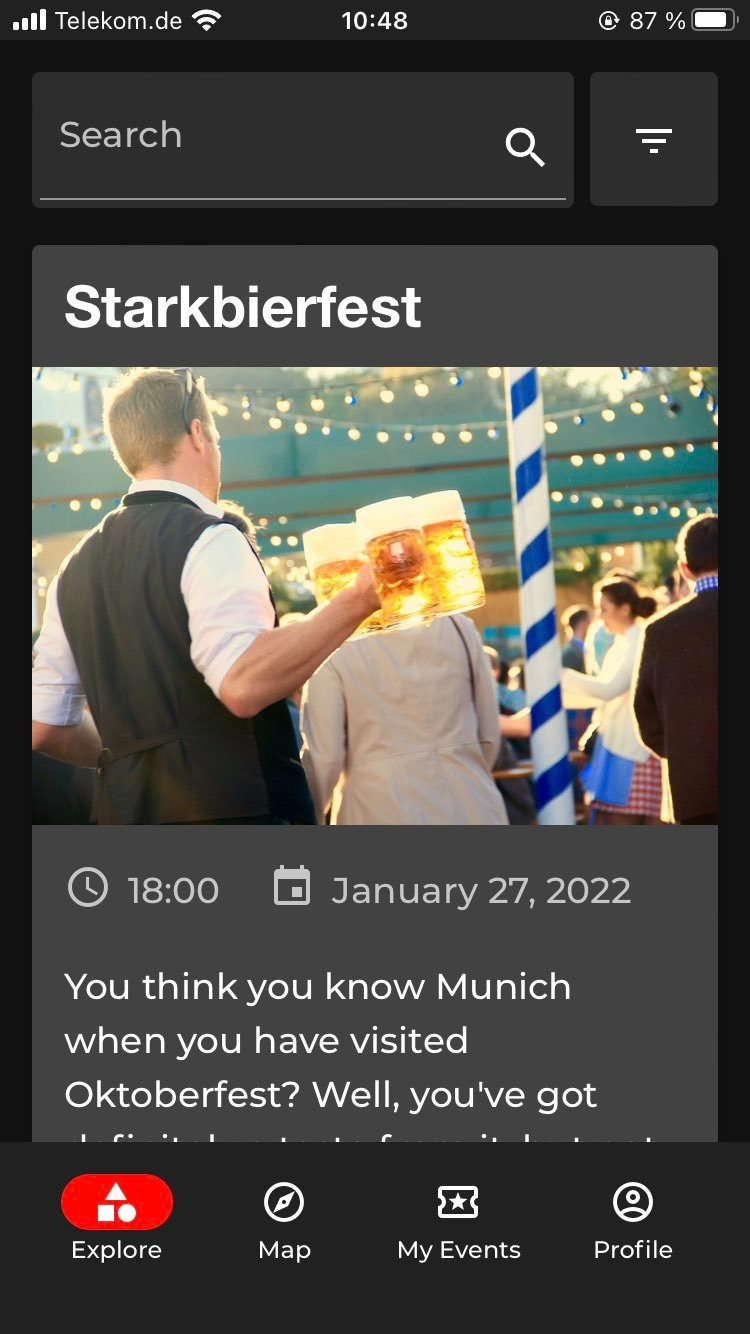 Telekom.de 10:48 87 %
Search
Starkbierfest
18:00 January 27, 2022
You think you know Munich
when you have visited
Oktoberfest? Well, you've got
Explore Map My Events Profile